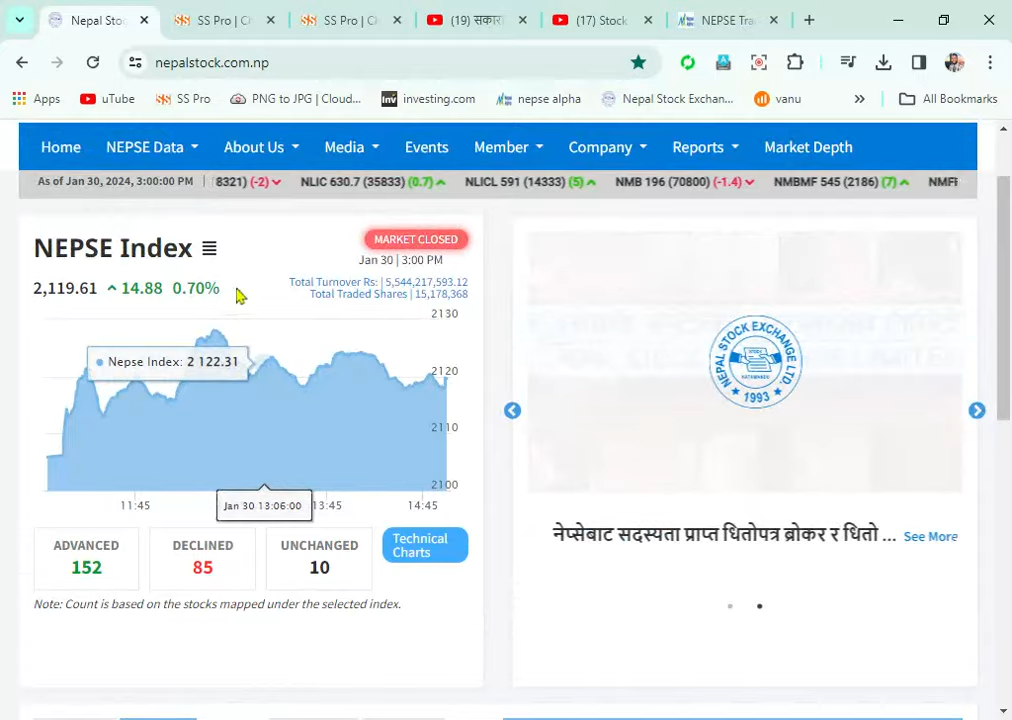 Nepal Stoc
SS Pro | C
SS Pro | C
(19) सकार
(17) Stock
NEPSE Tra
nepalstock.com.np
Apps
uTube
SS Pro
PNG to JPG | Cloud...
Inv investing.com
nepse alpha
Nepal Stock Exchan...
vanu
All Bookmarks
Home
NEPSE Data
About Us
Media
Events
Member
Company
Reports
Market Depth
As of Jan 30, 2024, 3:00:00 PM
8321) (-2)
NLIC 630.7 (35833) (0.7)
NLICL 591 (14333) (5)
NMB 196 (70800) (-1.4)
NMBMF 545 (2186) (7)
NEPSE Index
MARKET CLOSED
Jan 30 | 3:00 PM
2,119.61 14.88 0.70%
Total Turnover Rs: | 5,544,217,593.12
Total Traded Shares | 15,178,368
2130
Nepse Index: 2 122.31
2120
2110
2100
11:45
Jan 30 13:06:00
13:45
14:45
ADVANCED
152
DECLINED
85
UNCHANGED
10
Technical
Charts
Note: Count is based on the stocks mapped under the selected index.
NEPAL STOCK EXCHANGE LTD.
1993
नेप्सेबाट सदस्यता प्राप्त धितोपत्र ब्रोकर र धितो ...
See More